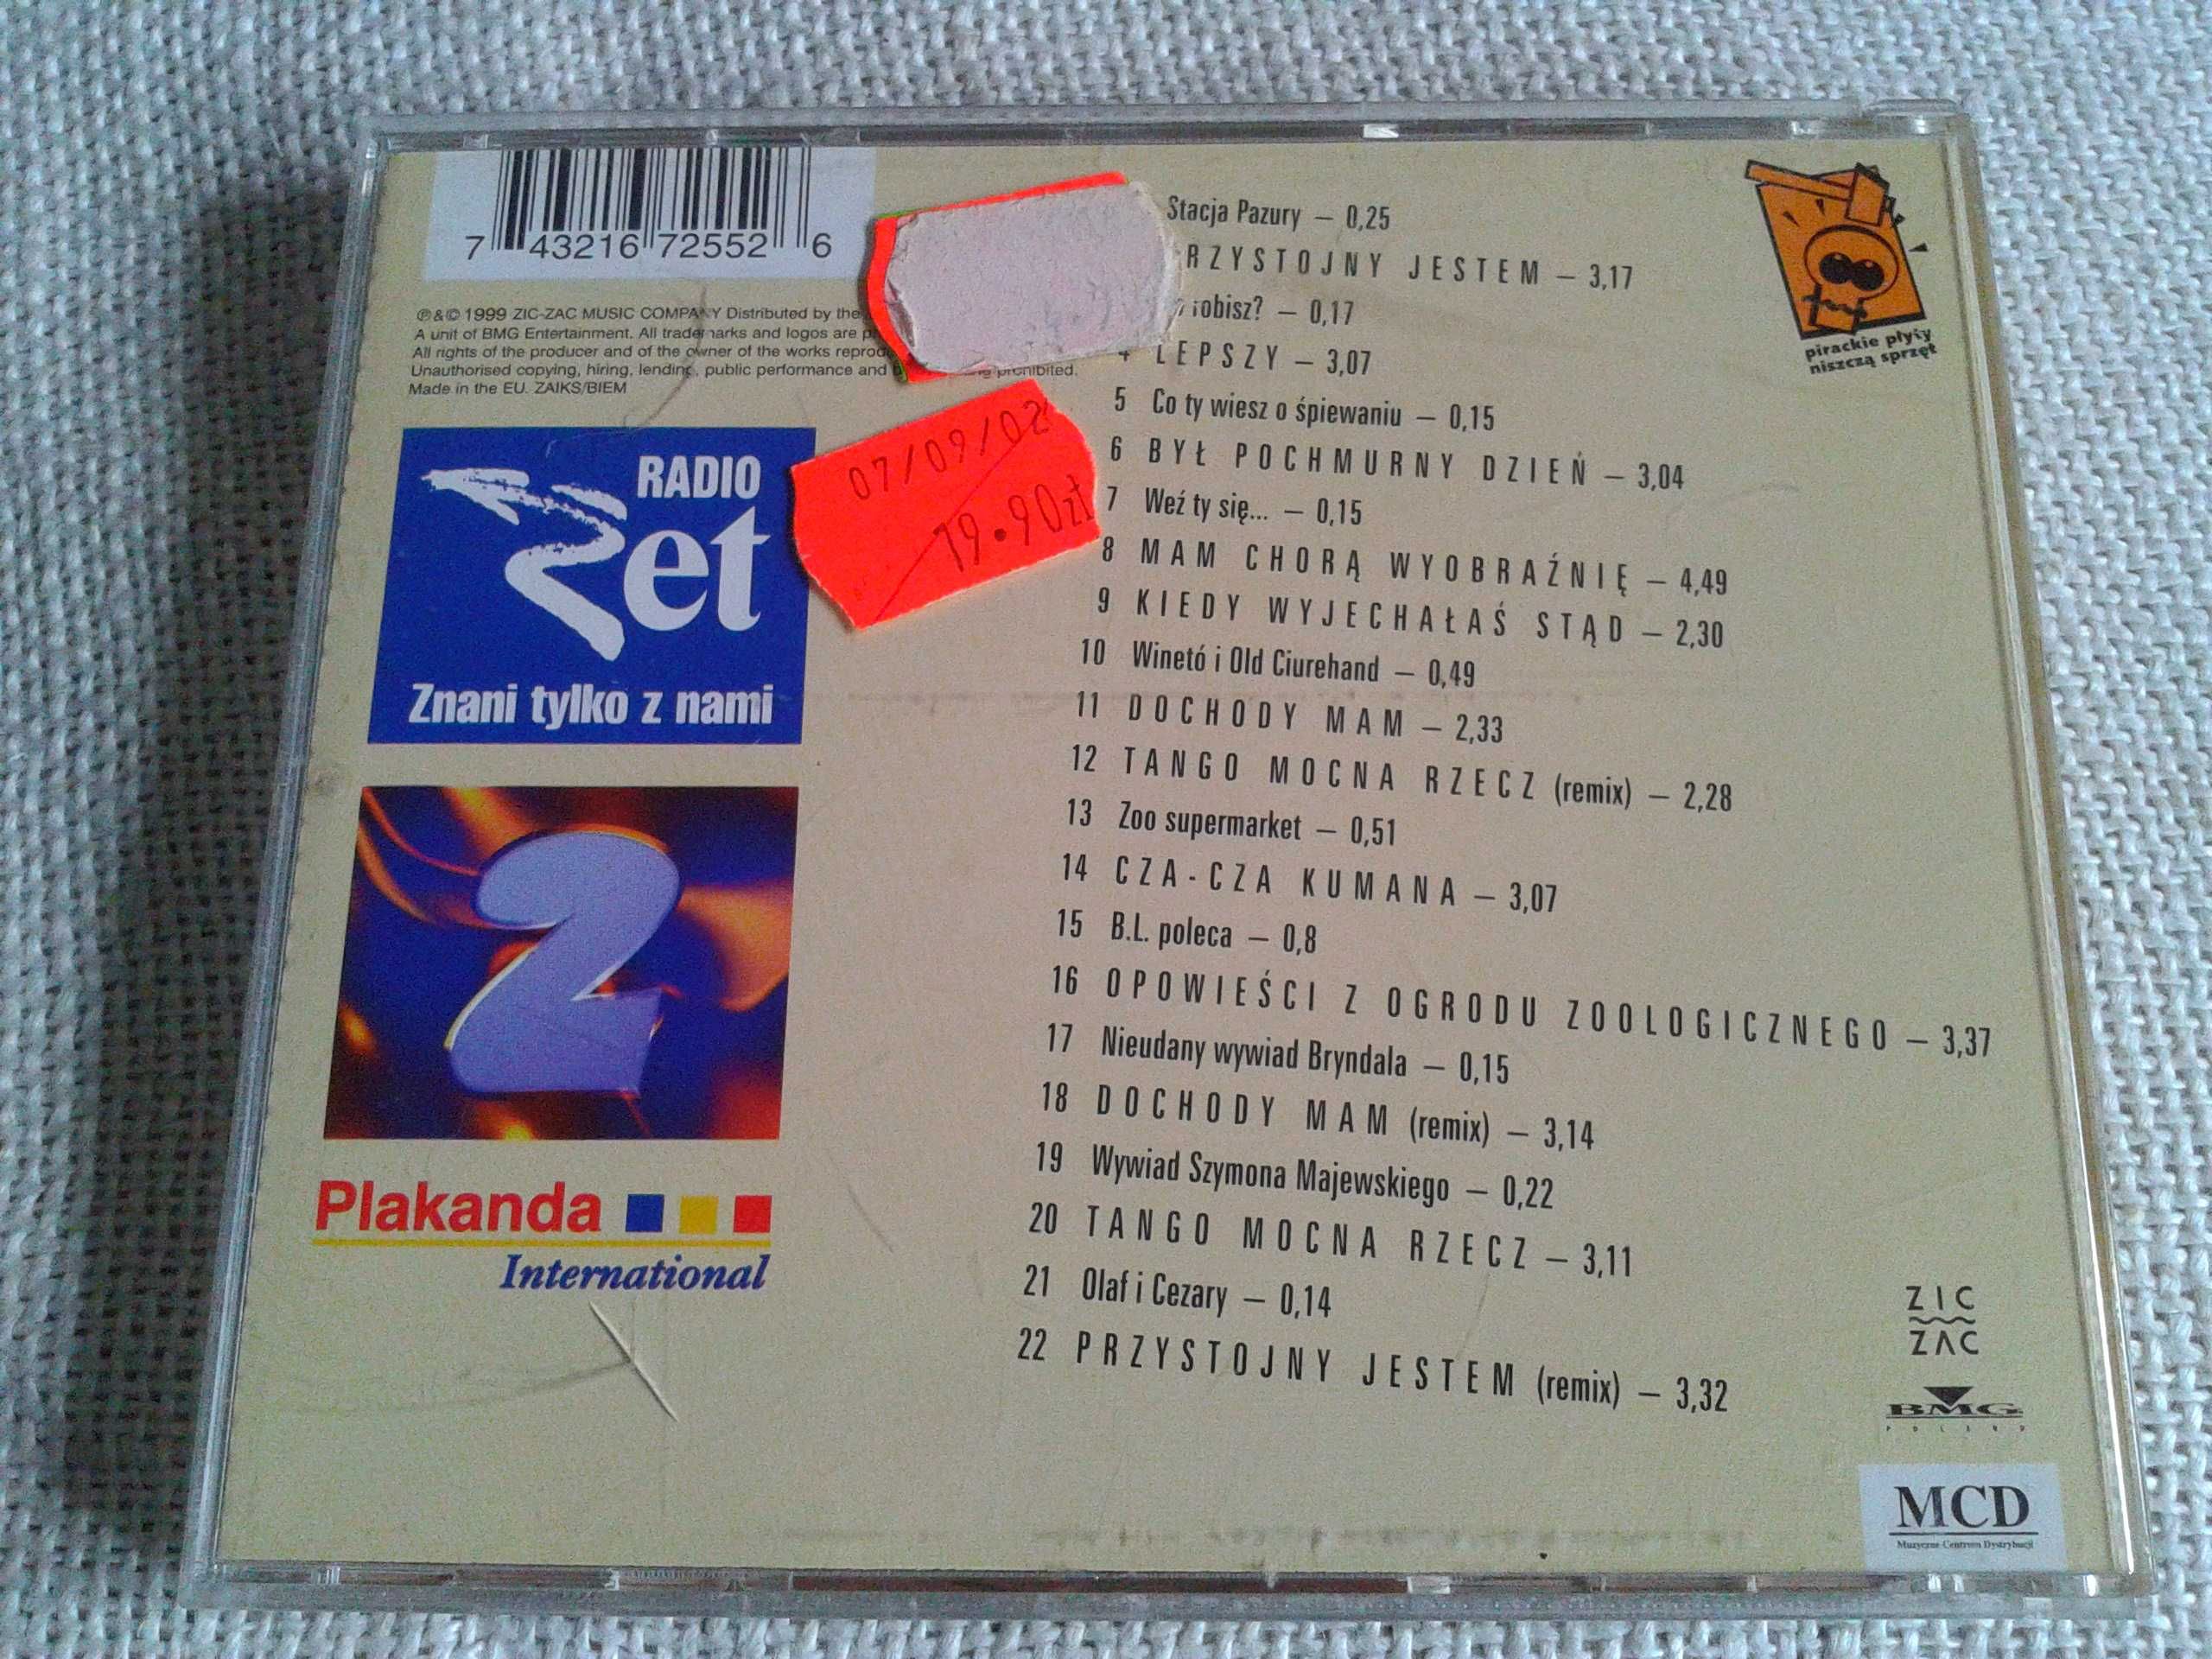 7 43216 72552 6
℗&© 1999 ZIC-ZAC MUSIC COMPANY Distributed by the
A unit of BMG Entertainment. All trademarks and logos are
All rights of the producer and of the owner of the works
Unauthorised copying, hiring, lending, public performance and prohibited.
Made in the EU. ZAIKS/BIEM
07/09/02
19.90zł
RADIO
Zet
Znani tylko z nami
2
Plakanda
International
Stacja Pazury – 0,25
RZYSTOJNY JESTEM – 3,17
robisz? – 0,17
4 LEPSZY – 3,07
5 Co ty wiesz o śpiewaniu – 0,15
6 BYŁ POCHMURNY DZIEŃ – 3,04
7 Weź ty się... – 0,15
8 MAM CHORĄ WYOBRAŹNIĘ – 4,49
9 KIEDY WYJECHAŁAŚ STĄD – 2,30
10 Winetó i Old Ciurehand – 0,49
11 DOCHODY MAM – 2,33
12 TANGO MOCNA RZECZ (remix) – 2,28
13 Zoo supermarket – 0,51
14 CZA-CZA KUMANA – 3,07
15 B.L. poleca – 0,8
16 OPOWIEŚCI Z OGRODU ZOOLOGICZNEGO – 3,37
17 Nieudany wywiad Bryndala – 0,15
18 DOCHODY MAM (remix) – 3,14
19 Wywiad Szymona Majewskiego – 0,22
20 TANGO MOCNA RZECZ – 3,11
21 Olaf i Cezary – 0,14
22 PRZYSTOJNY JESTEM (remix) – 3,32
pirackie płyty
niszczą sprzęt
ZIC
ZAC
BMG
POLAND
MCD
Muzyczne Centrum Dystrybucji